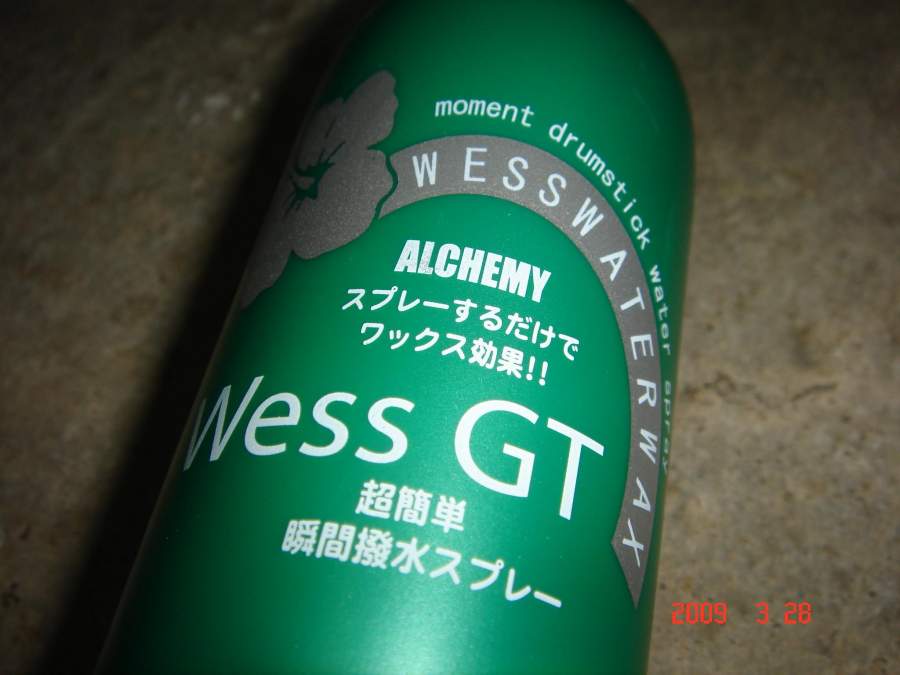 moment drumstick water spray
WESSWATERWAX
ALCHEMY
スプレーするだけで
ワックス効果!!
Wess GT
超簡単
瞬間撥水スプレー
2009 3 28